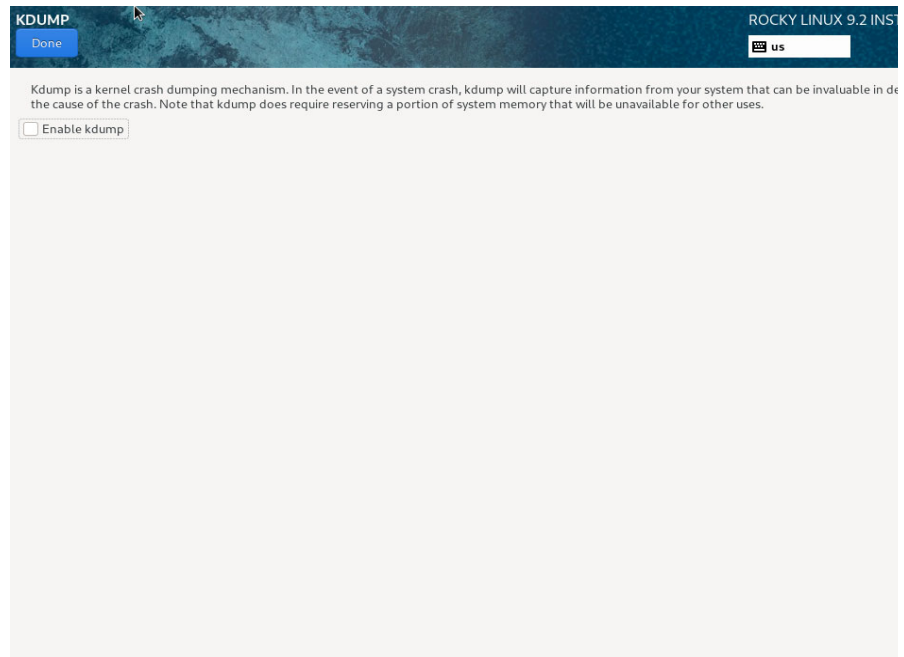 KDUMP
ROCKY LINUX 9.2 INST
Done
us
Kdump is a kernel crash dumping mechanism. In the event of a system crash, kdump will capture information from your system that can be invaluable in de
the cause of the crash. Note that kdump does require reserving a portion of system memory that will be unavailable for other uses.
Enable kdump